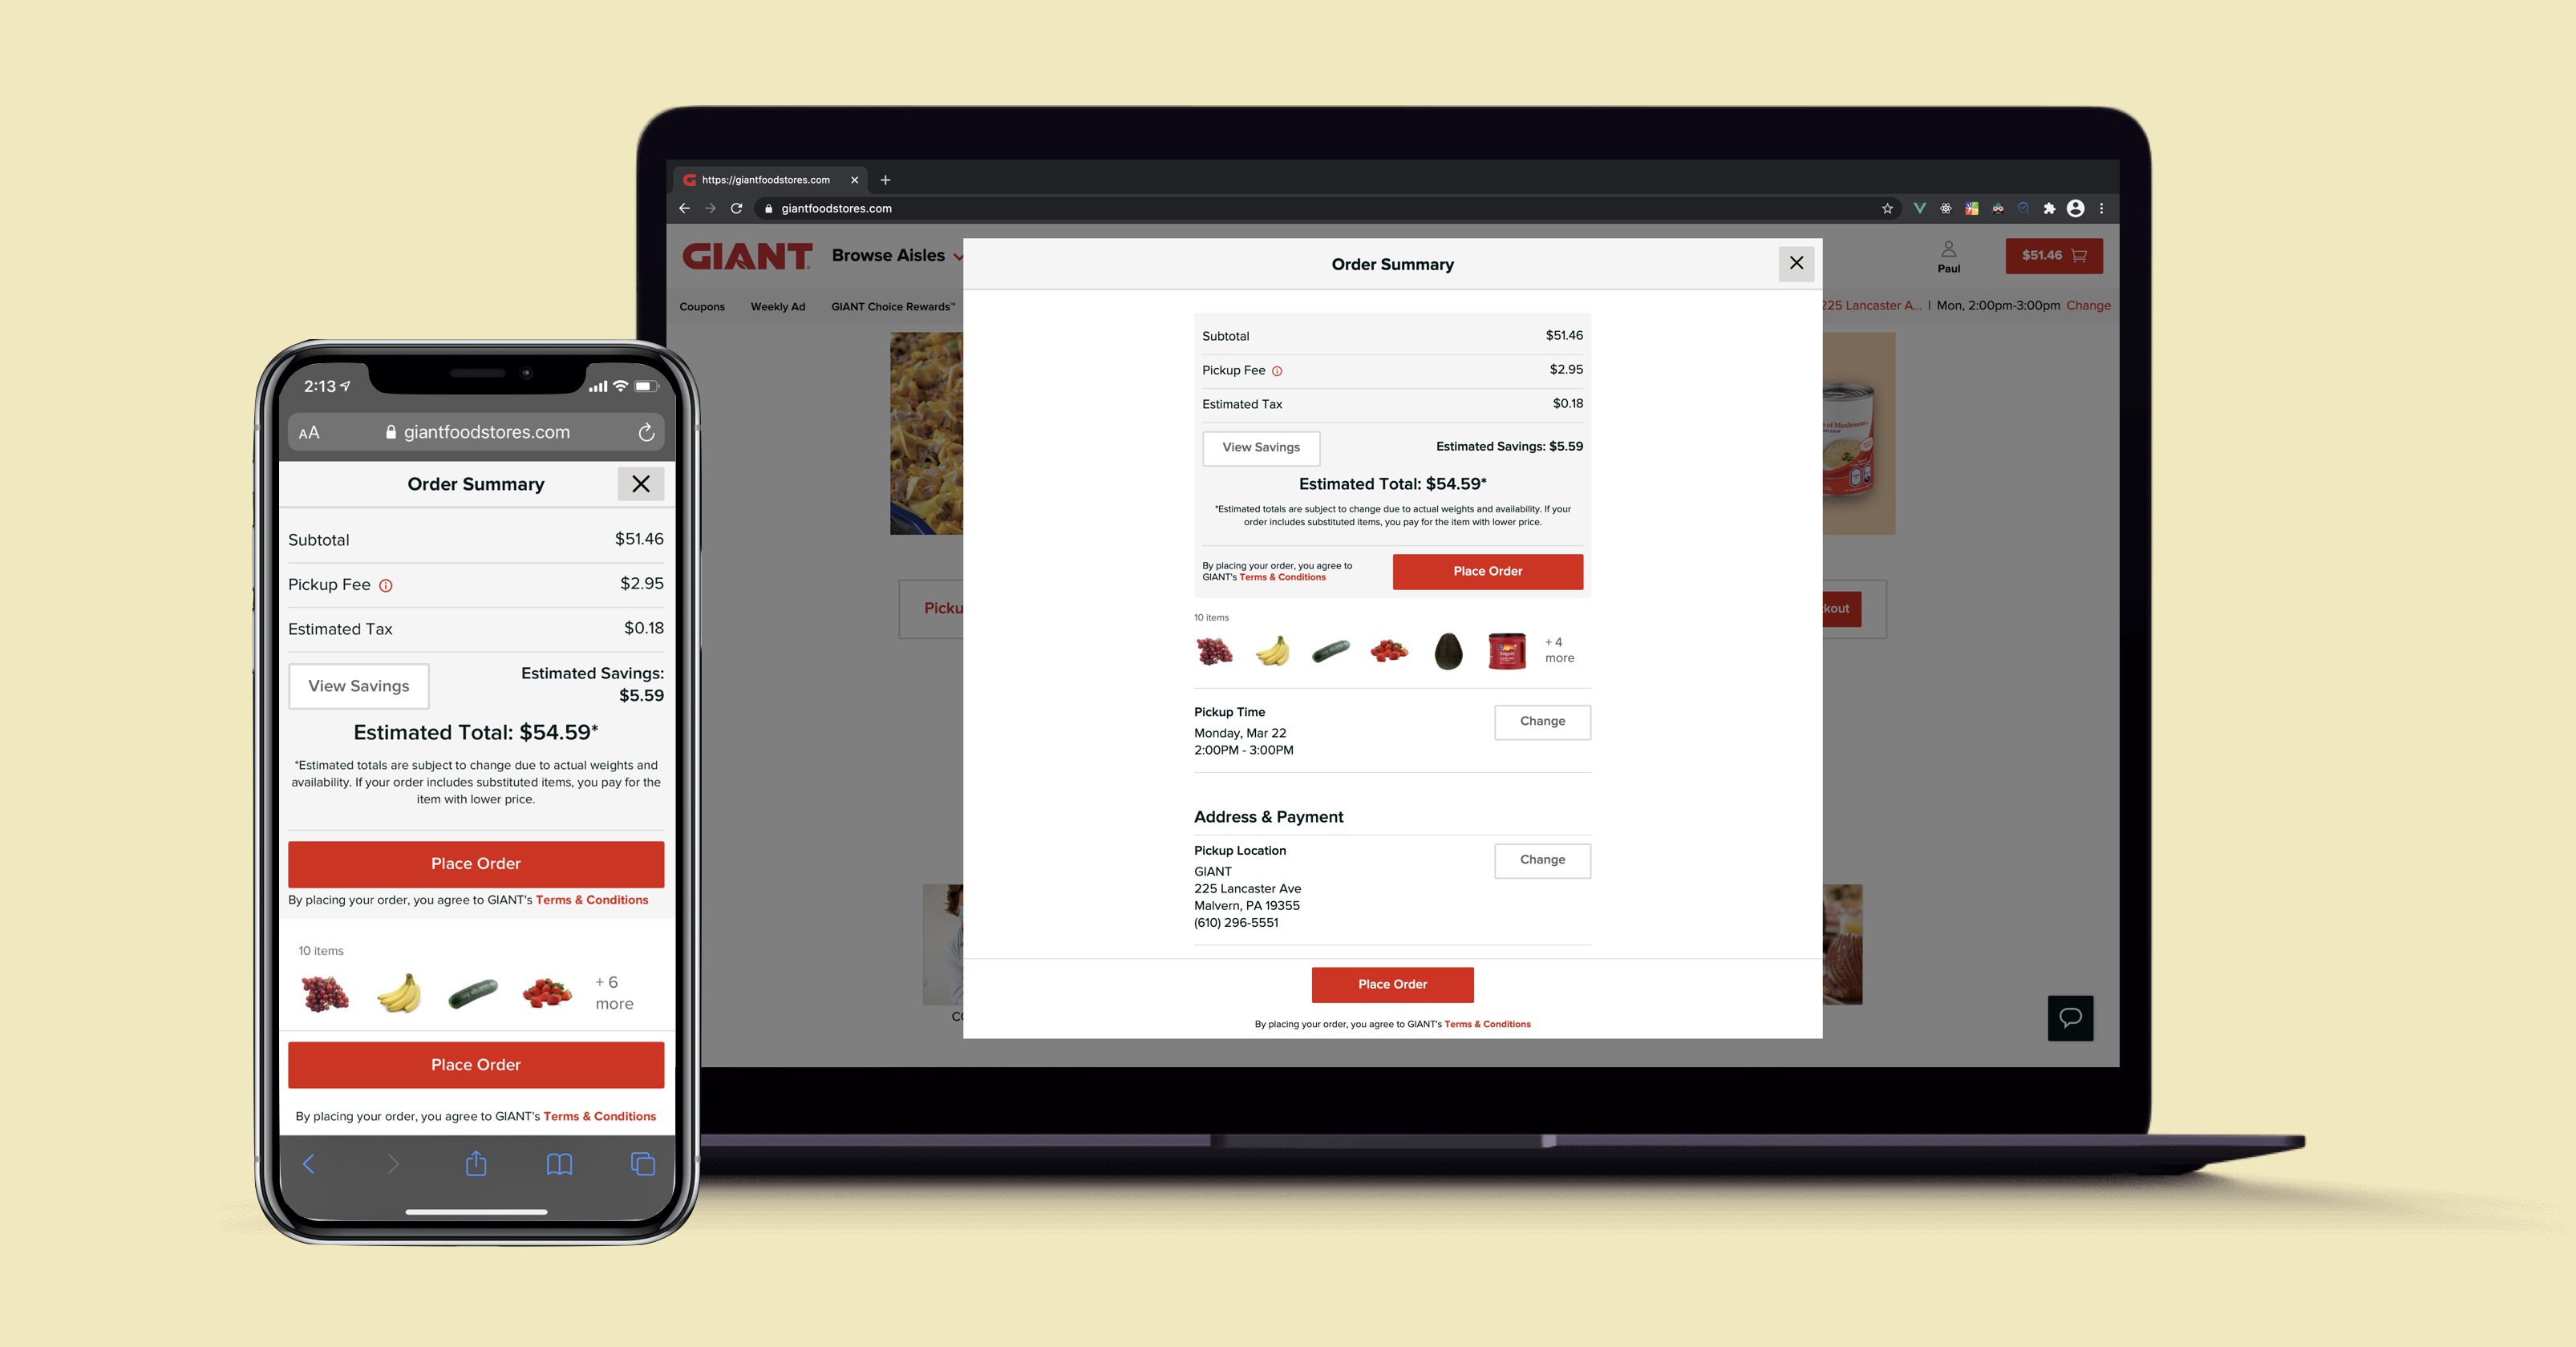 2:13
AA giantfoodstores.com
Order Summary
Subtotal $51.46
Pickup Fee $2.95
Estimated Tax $0.18
View Savings
Estimated Savings:
$5.59
Estimated Total: $54.59*
*Estimated totals are subject to change due to actual weights and
availability. If your order includes substituted items, you pay for the
item with lower price.
Place Order
By placing your order, you agree to GIANT's Terms & Conditions
10 items
+ 6
more
Place Order
By placing your order, you agree to GIANT's Terms & Conditions
https://giantfoodstores.com
giantfoodstores.com
GIANT Browse Aisles
Paul
$51.46
Coupons Weekly Ad GIANT Choice Rewards™
225 Lancaster A... | Mon, 2:00pm-3:00pm Change
Order Summary
Subtotal $51.46
Pickup Fee $2.95
Estimated Tax $0.18
View Savings Estimated Savings: $5.59
Estimated Total: $54.59*
*Estimated totals are subject to change due to actual weights and availability. If your
order includes substituted items, you pay for the item with lower price.
By placing your order, you agree to
GIANT's Terms & Conditions
Place Order
10 items
+ 4
more
Pickup Time
Monday, Mar 22
2:00PM - 3:00PM
Change
Address & Payment
Pickup Location
GIANT
225 Lancaster Ave
Malvern, PA 19355
(610) 296-5551
Change
Place Order
By placing your order, you agree to GIANT's Terms & Conditions